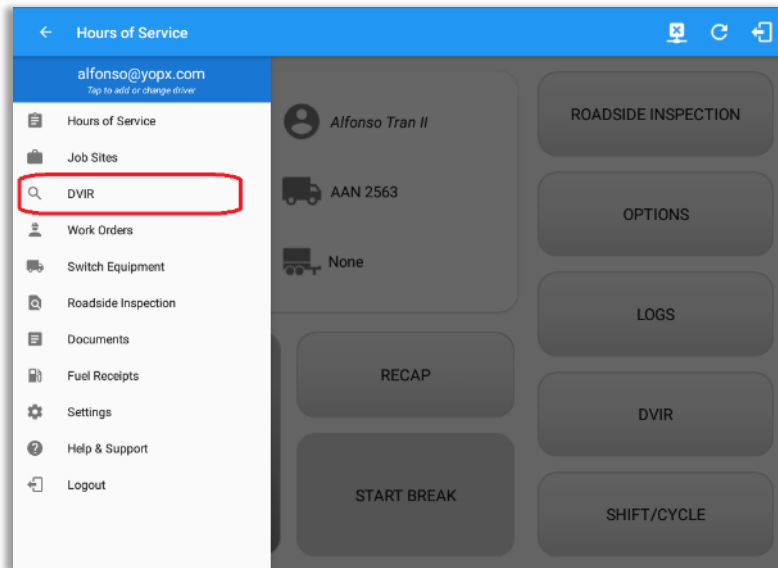 Hours of Service
alfonso@yopx.com
Tap to add or change driver
Hours of Service
Job Sites
DVIR
Work Orders
Switch Equipment
Roadside Inspection
Documents
Fuel Receipts
Settings
Help & Support
Logout
Alfonso Tran II
AAN 2563
None
RECAP
START BREAK
ROADSIDE INSPECTION
OPTIONS
LOGS
DVIR
SHIFT/CYCLE